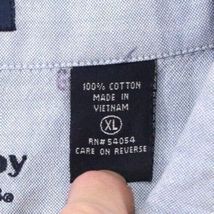 100% COTTON
MADE IN
VIETNAM
XL
RN#54054
CARE ON REVERSE